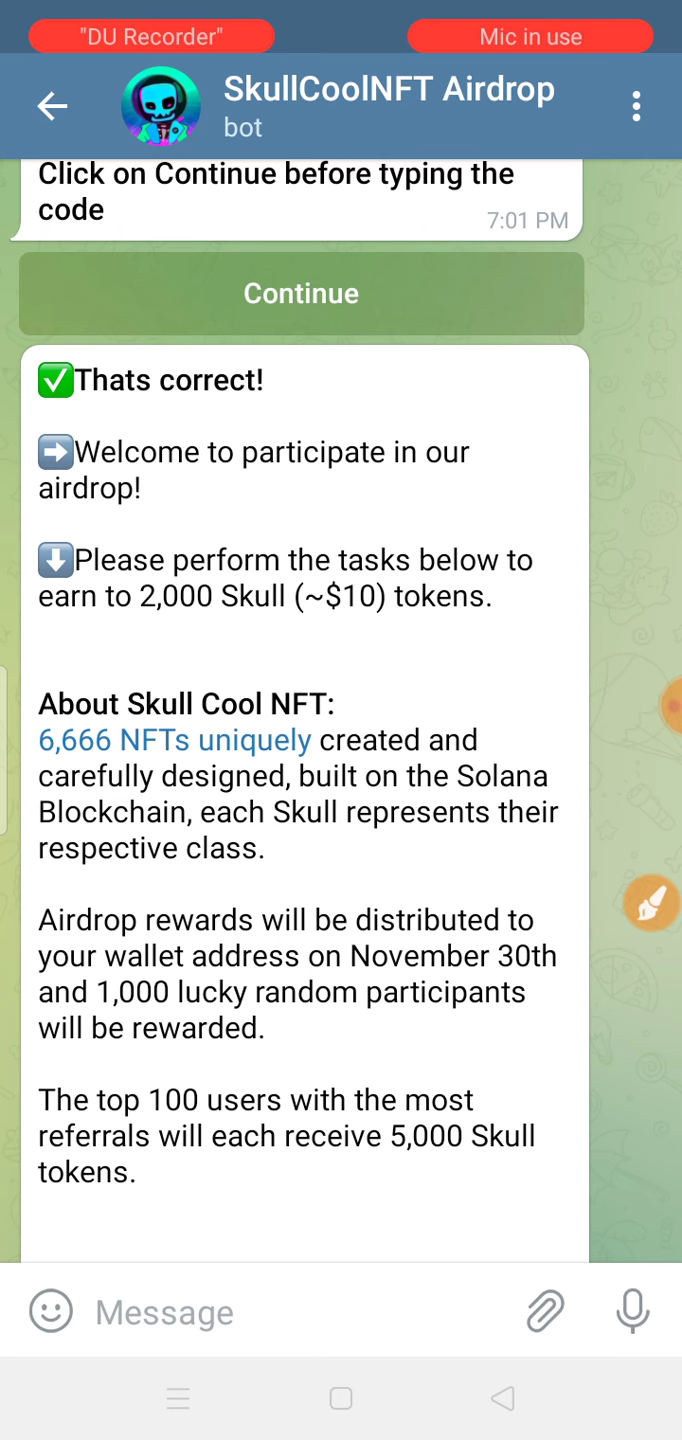 "DU Recorder"
Mic in use
SkullCoolNFT Airdrop
bot
Click on Continue before typing the
code
7:01 PM
Continue
✅Thats correct!
➡️Welcome to participate in our
airdrop!
⬇️Please perform the tasks below to
earn to 2,000 Skull (~$10) tokens.
About Skull Cool NFT:
6,666 NFTs uniquely created and
carefully designed, built on the Solana
Blockchain, each Skull represents their
respective class.
Airdrop rewards will be distributed to
your wallet address on November 30th
and 1,000 lucky random participants
will be rewarded.
The top 100 users with the most
referrals will each receive 5,000 Skull
tokens.
Message